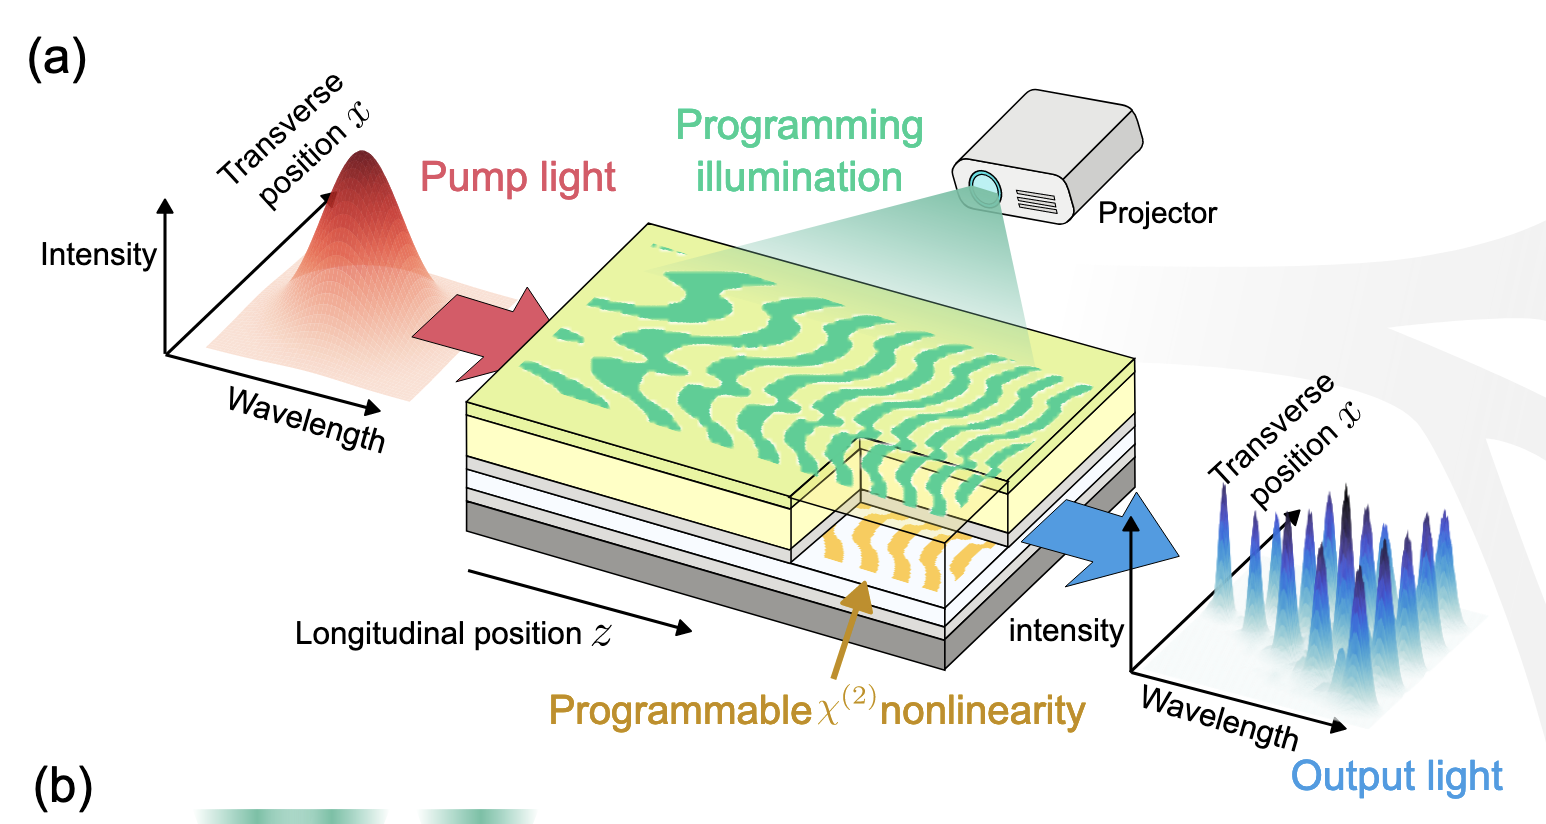 (a)
Transverse
position x
Intensity
Wavelength
Pump light
Programming
illumination
Projector
Longitudinal position z
Programmable χ⁽²⁾ nonlinearity
Transverse
position x
intensity
Wavelength
Output light
(b)